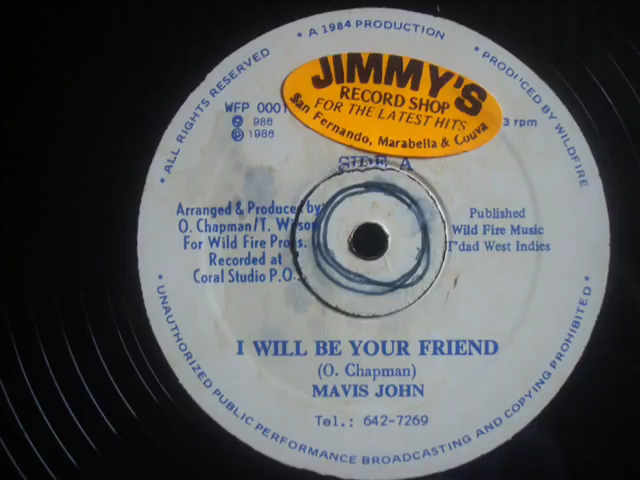 * ALL RIGHTS RESERVED * A 1984 PRODUCTION * PRODUCED BY WILDFIRE *
JIMMY'S
RECORD SHOP
FOR THE LATEST HITS
San Fernando, Marabella & Couva
WFP 0001
Ⓒ 986
Ⓟ 1986
3 rpm
SIDE A
Arranged & Produced by
O. Chapman/T. W
For Wild Fire Pro s.
Recorded at
Coral Studio P.O.
Published
Wild Fire Music
T'dad West Indies
I WILL BE YOUR FRIEND
(O. Chapman)
MAVIS JOHN
Tel.: 642-7269
* UNAUTHORIZED PUBLIC PERFORMANCE BROADCASTING AND COPYING PROHIBITED *